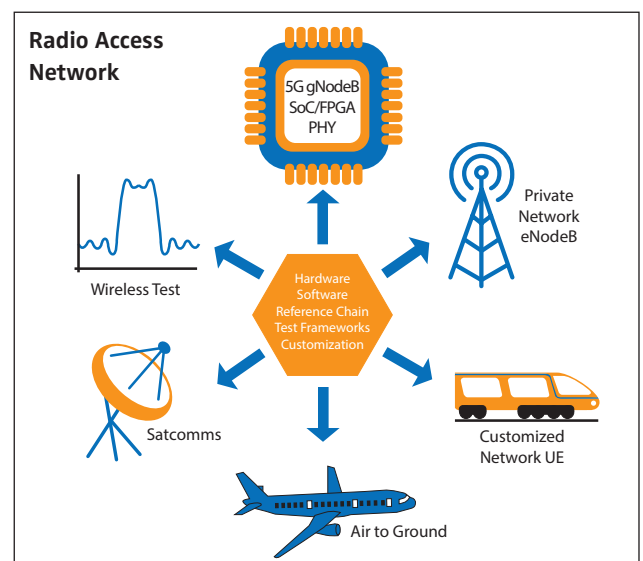 Radio Access
Network
5G gNodeB
SoC/FPGA
PHY
Private
Network
eNodeB
Wireless Test
Hardware
Software
Reference Chain
Test Frameworks
Customization
Satcomms
Customized
Network UE
Air to Ground